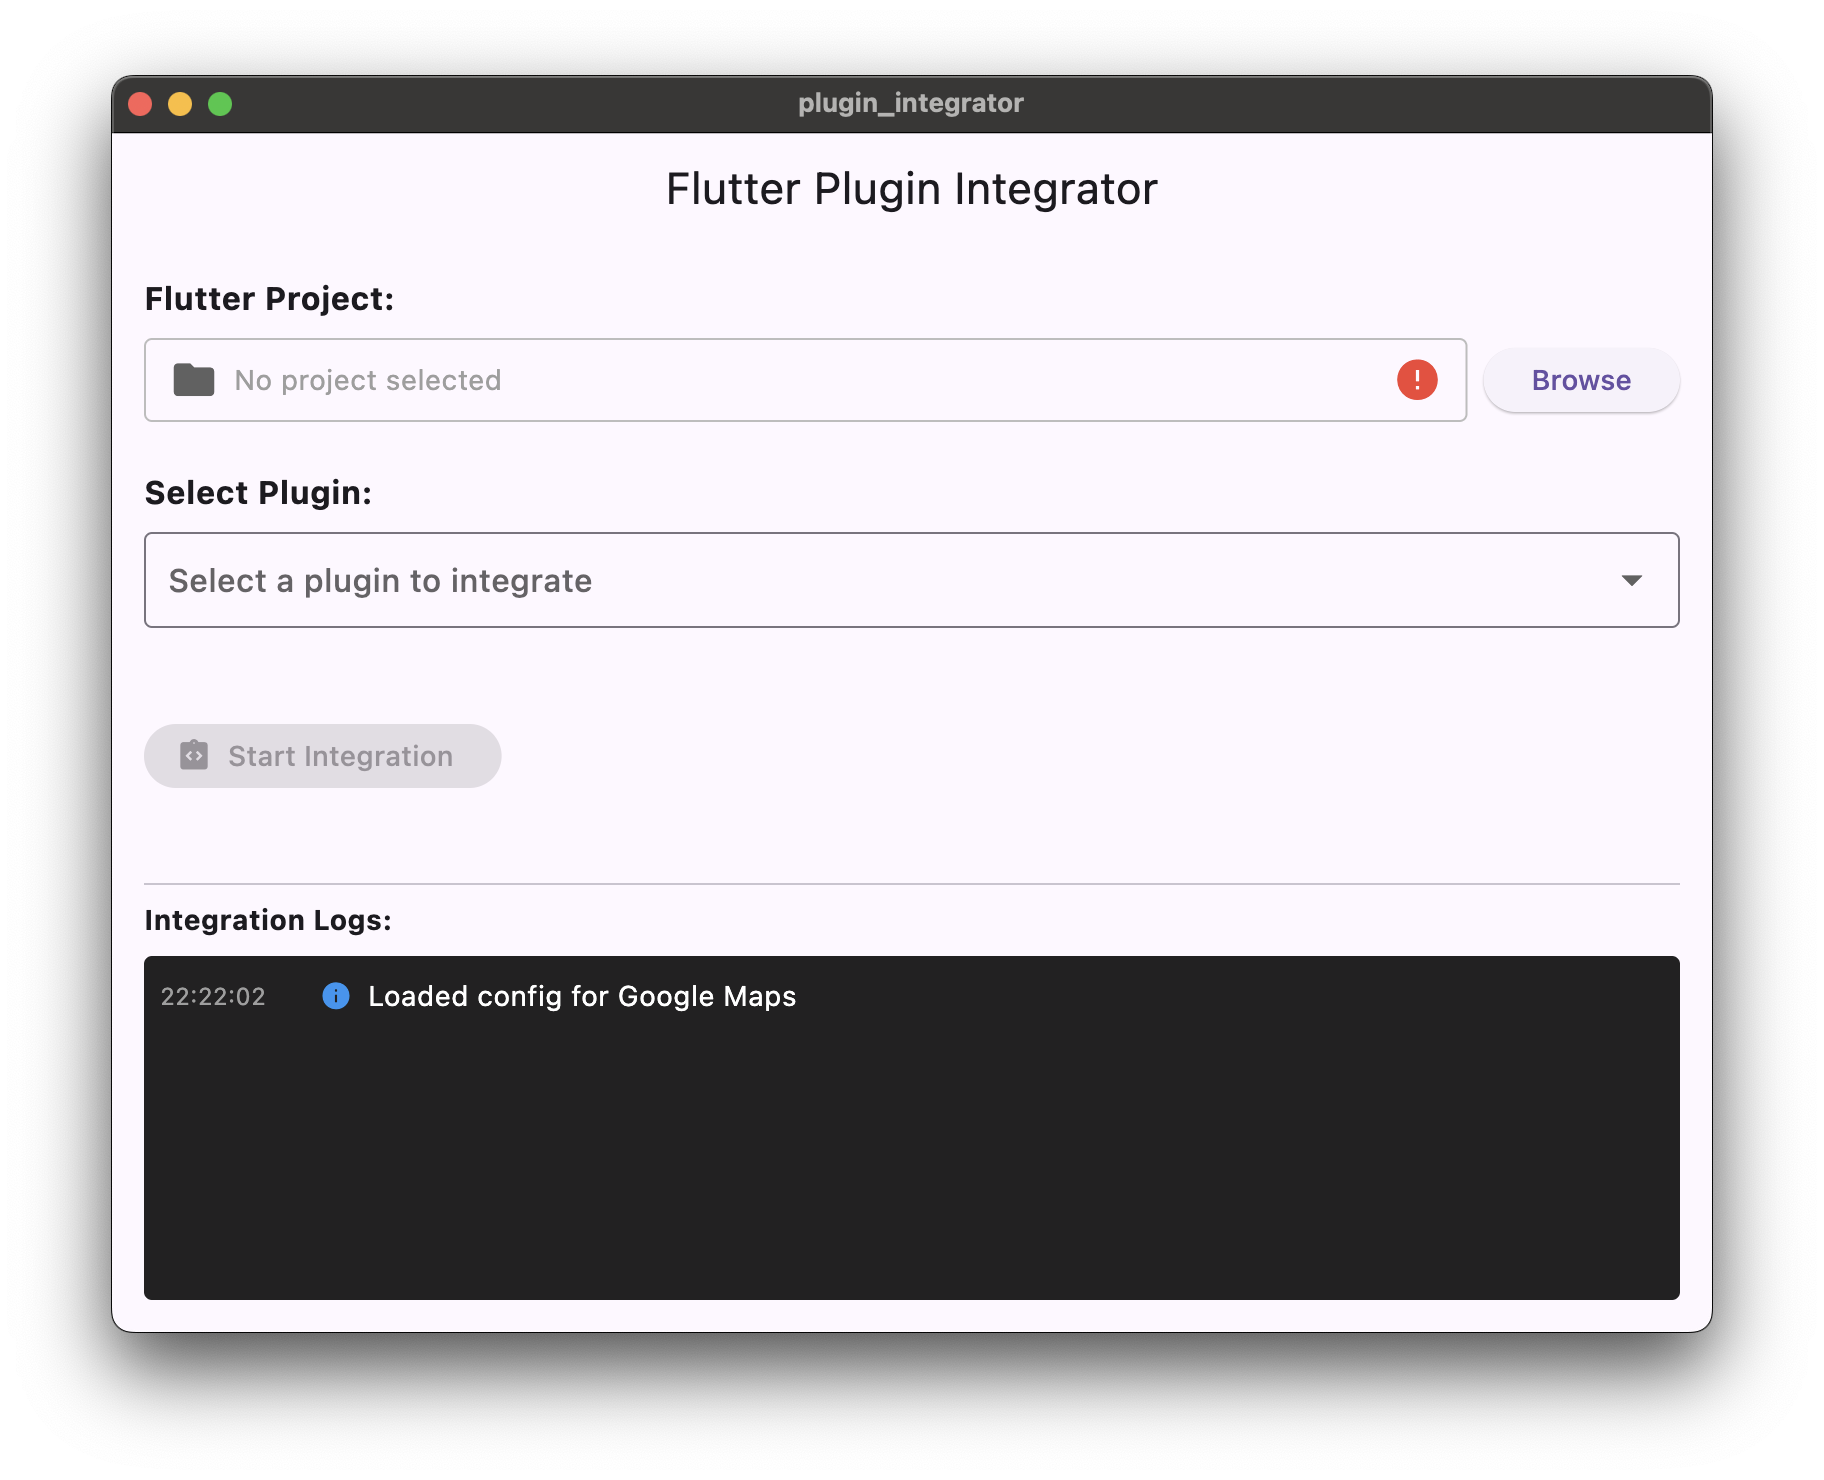 plugin_integrator
Flutter Plugin Integrator
Flutter Project:
No project selected
Browse
Select Plugin:
Select a plugin to integrate
Start Integration
Integration Logs:
22:22:02 Loaded config for Google Maps